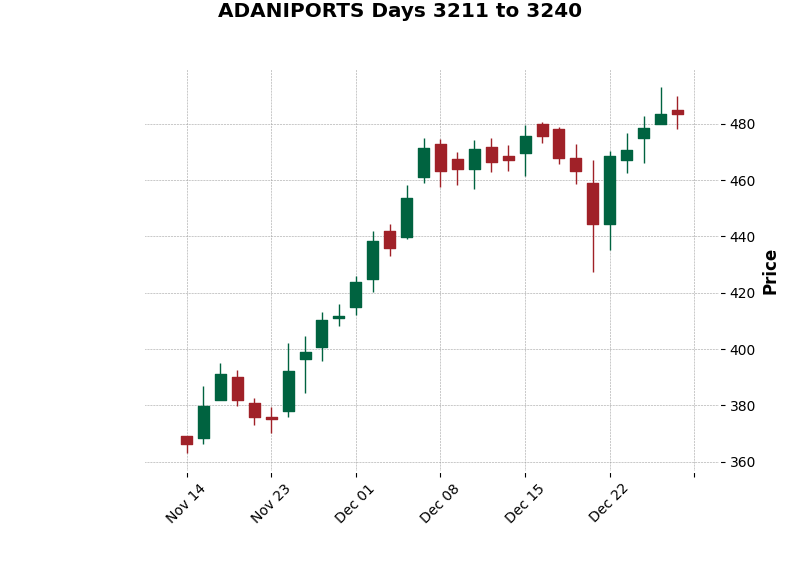 ADANIPORTS Days 3211 to 3240
480
460
440
420
400
380
360
Price
Nov 14
Nov 23
Dec 01
Dec 08
Dec 15
Dec 22